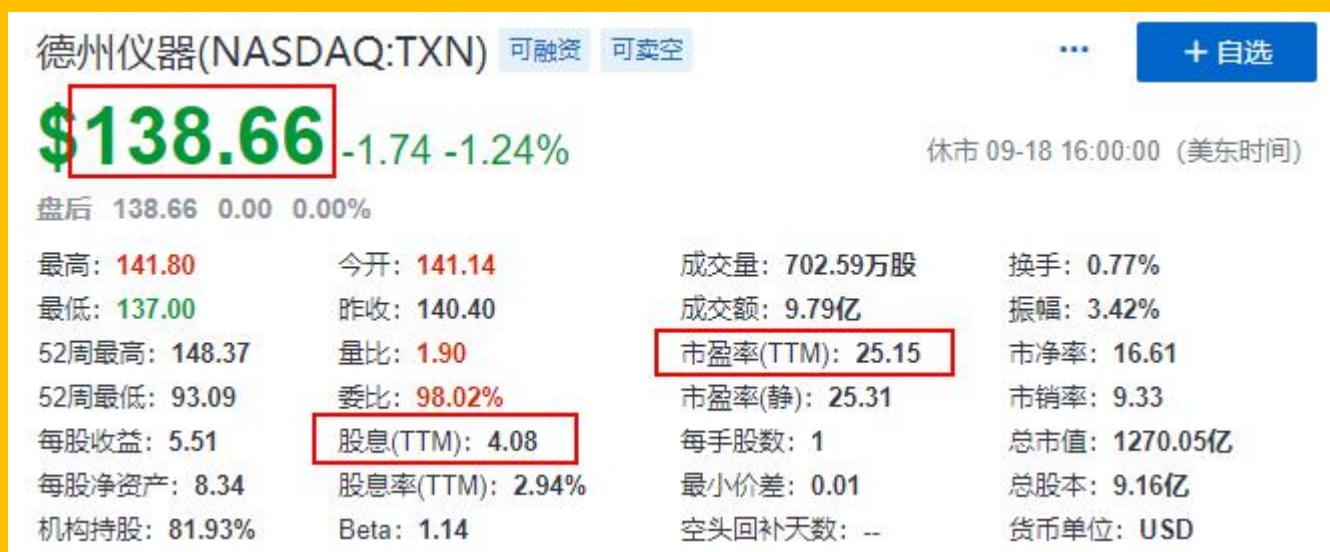 德州仪器(NASDAQ:TXN) 可融资 可卖空 ... ＋自选
$138.66 -1.74 -1.24% 休市 09-18 16:00:00 (美东时间)
盘后 138.66 0.00 0.00%
最高: 141.80 今开: 141.14 成交量: 702.59万股 换手: 0.77%
最低: 137.00 昨收: 140.40 成交额: 9.79亿 振幅: 3.42%
52周最高: 148.37 量比: 1.90 市盈率(TTM): 25.15 市净率: 16.61
52周最低: 93.09 委比: 98.02% 市盈率(静): 25.31 市销率: 9.33
每股收益: 5.51 股息(TTM): 4.08 每手股数: 1 总市值: 1270.05亿
每股净资产: 8.34 股息率(TTM): 2.94% 最小价差: 0.01 总股本: 9.16亿
机构持股: 81.93% Beta: 1.14 空头回补天数: -- 货币单位: USD